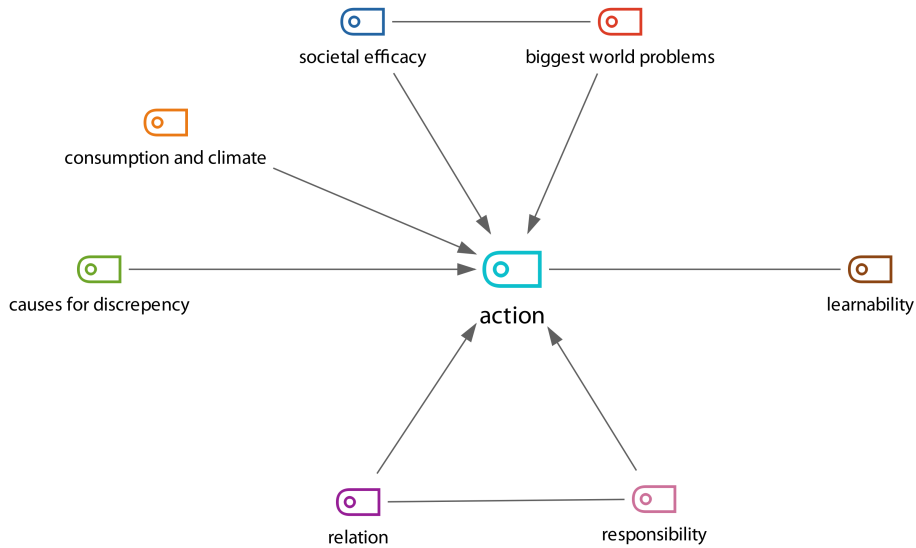 societal efficacy
biggest world problems
consumption and climate
causes for discrepency
action
learnability
relation
responsibility